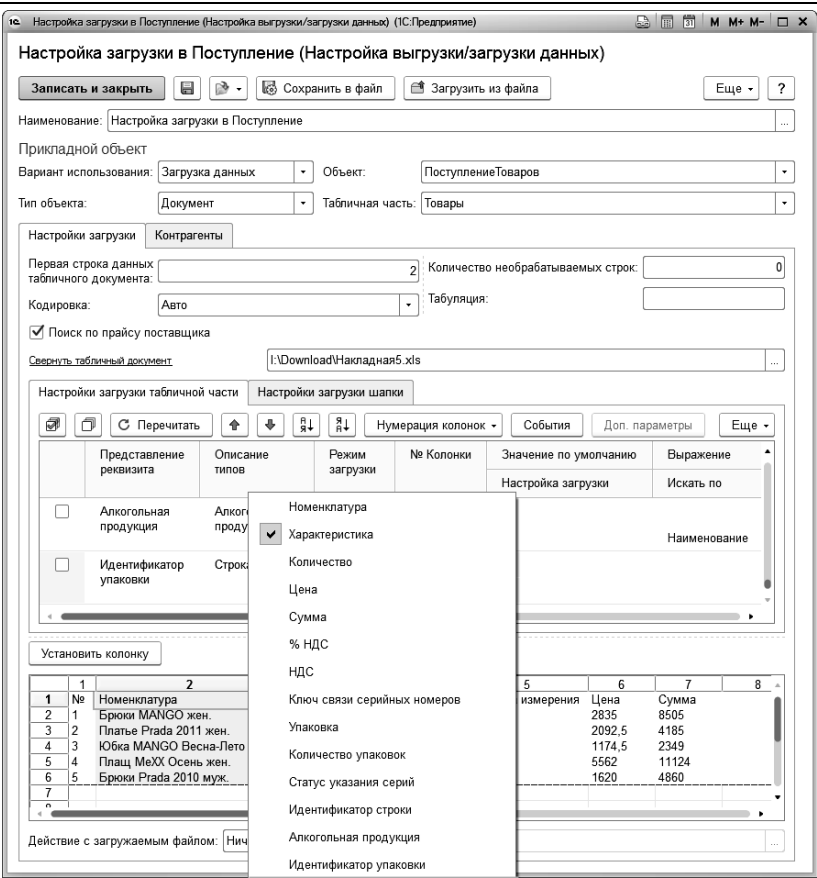 Настройка загрузки в Поступление (Настройка выгрузки/загрузки данных) (1С:Предприятие)
M M+ M-
Настройка загрузки в Поступление (Настройка выгрузки/загрузки данных)
Записать и закрыть Сохранить в файл Загрузить из файла Еще ?
Наименование: Настройка загрузки в Поступление ...
Прикладной объект
Вариант использования: Загрузка данных Объект: ПоступлениеТоваров
Тип объекта: Документ Табличная часть: Товары
Настройки загрузки Контрагенты
Первая строка данных
табличного документа: 2 Количество необрабатываемых строк: 0
Кодировка: Авто Табуляция:
Поиск по прайсу поставщика
Свернуть табличный документ I:\Download\Накладная5.xls ...
Настройки загрузки табличной части Настройки загрузки шапки
Перечитать Нумерация колонок События Доп. параметры Еще
Представление реквизита Описание типов Режим загрузки № Колонки Значение по умолчанию Выражение
Настройка загрузки Искать по
Алкогольная продукция Наименование
Идентификатор упаковки
Номенклатура
Характеристика
Количество
Цена
Сумма
% НДС
НДС
Ключ связи серийных номеров
Упаковка
Количество упаковок
Статус указания серий
Идентификатор строки
Алкогольная продукция
Идентификатор упаковки
Установить колонку
1 2 5 6 7 8
1 № Номенклатура измерения Цена Сумма
2 1 Брюки MANGO жен. 2835 8505
3 2 Платье Prada 2011 жен. 2092,5 4185
4 3 Юбка MANGO Весна-Лето 1174,5 2349
5 4 Плащ MeXX Осень жен. 5562 11124
6 5 Брюки Prada 2010 муж. 1620 4860
7
Действие с загружаемым файлом: Нич ...